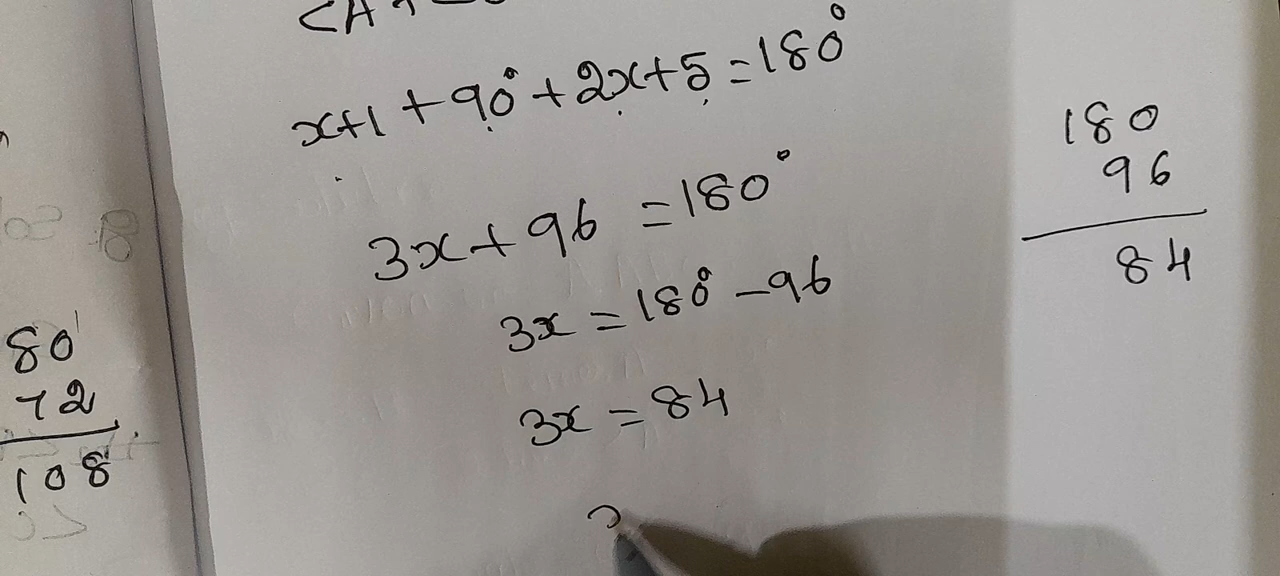 <A+
x+1+90°+2x+5=180°
3x+96=180°
3x=180°-96
3x=84
180
96
84
80
72
108